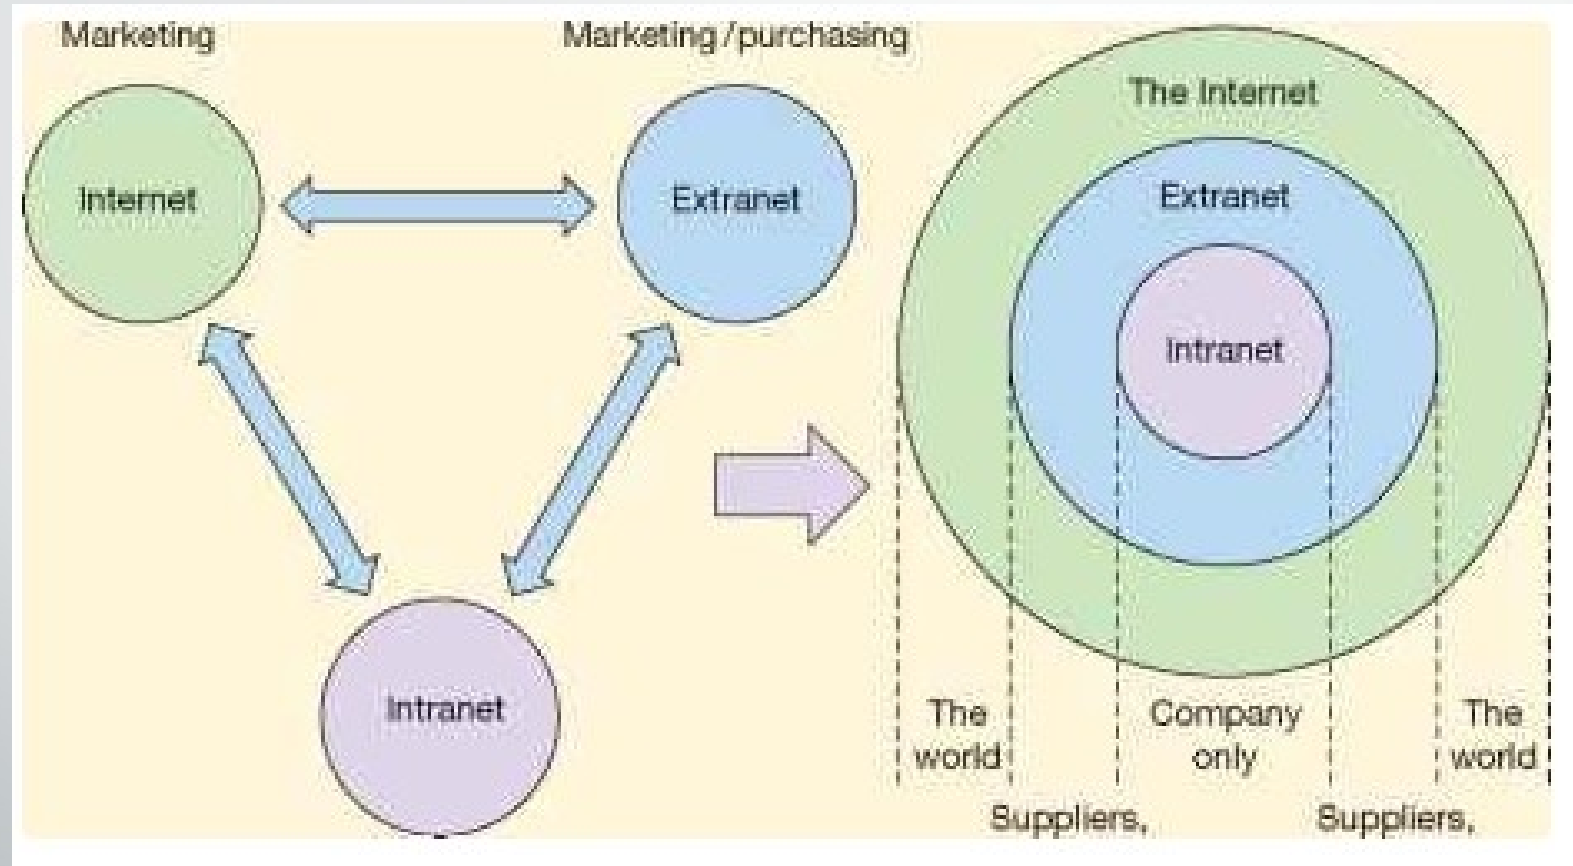 Marketing
Marketing/purchasing
Internet
Extranet
Intranet
The Internet
Extranet
Intranet
The
world
Company
only
The
world
Suppliers,
Suppliers,